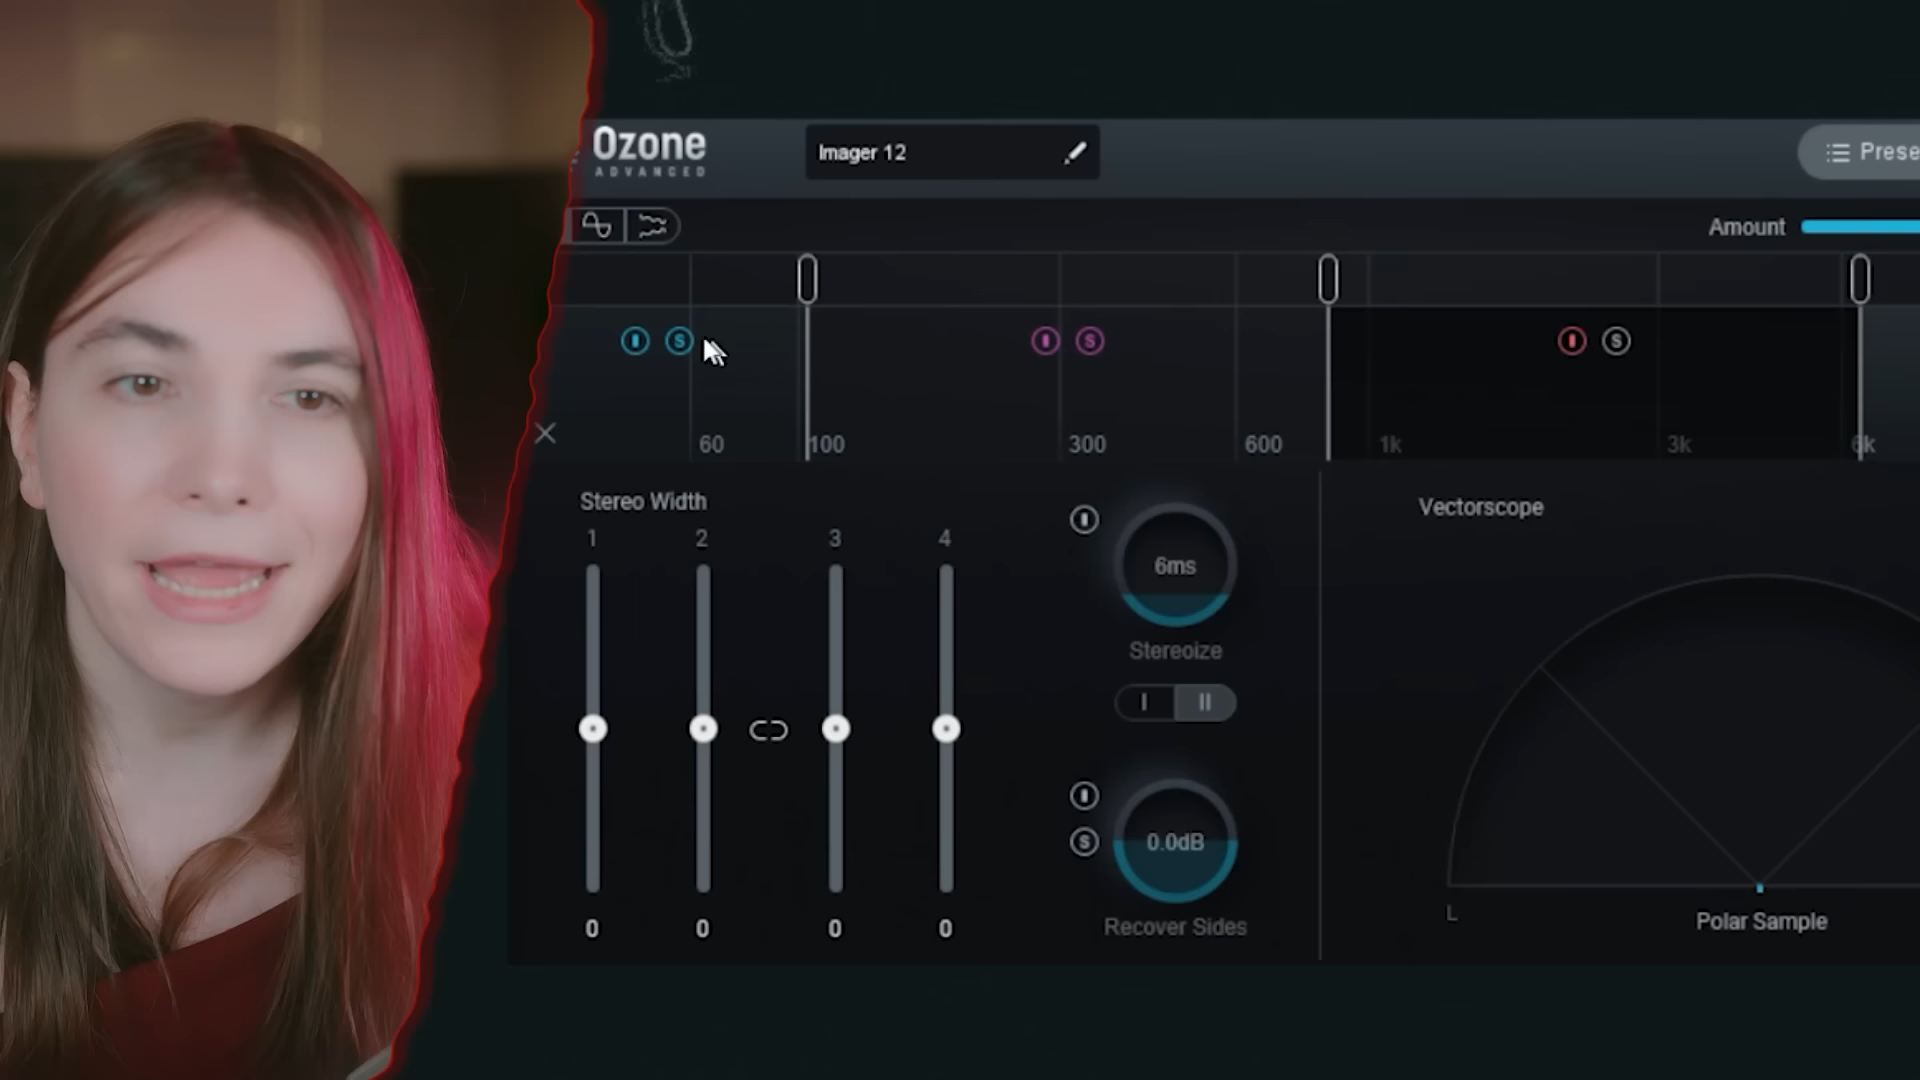 Ozone
ADVANCED
Imager 12
Prese
Amount
S
S
S
60
100
300
600
1k
3k
6k
Stereo Width
1
2
3
4
6ms
Stereoize
I
II
S
0.0dB
Recover Sides
0
0
0
0
Vectorscope
L
Polar Sample